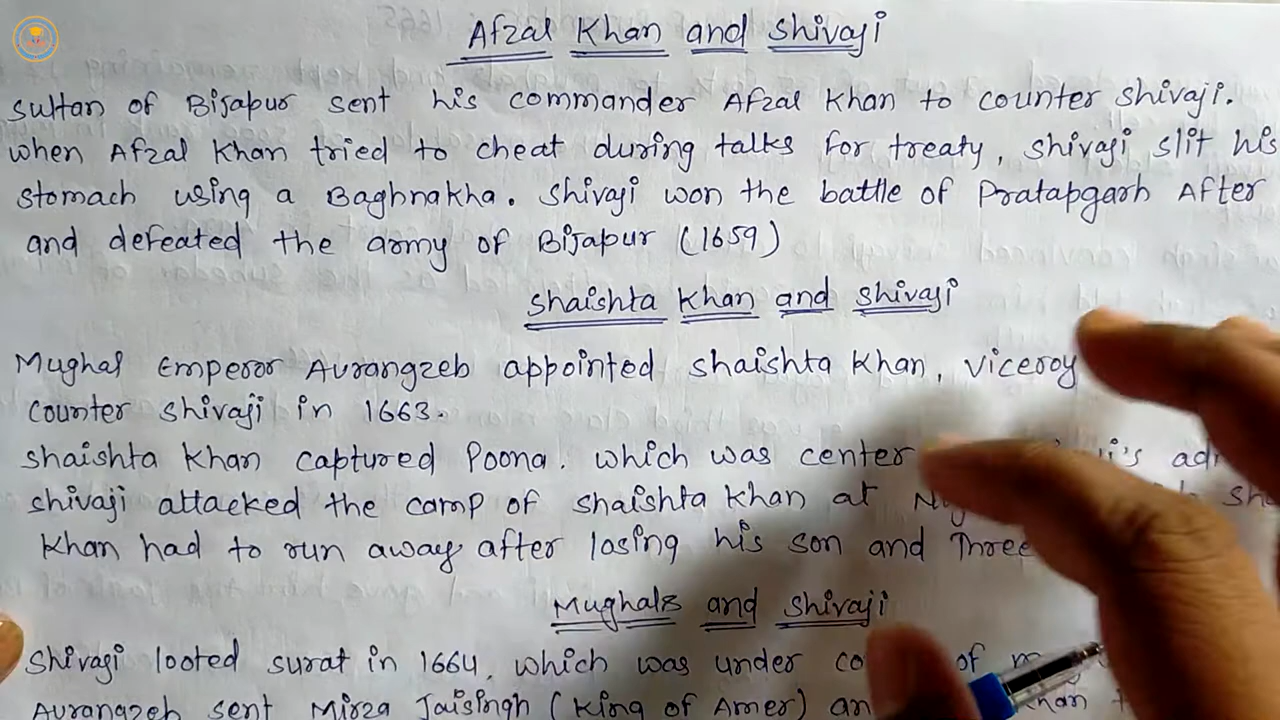 Afzal Khan and Shivaji
Sultan of Bijapur sent his commander Afzal Khan to counter Shivaji.
when Afzal Khan tried to cheat during talks for treaty, Shivaji slit his
stomach using a Baghnakha. Shivaji won the battle of Pratapgarh After
and defeated the army of Bijapur (1659)
Shaishta Khan and Shivaji
Mughal Emperor Aurangzeb appointed Shaishta Khan, viceroy
counter Shivaji in 1663.
Shaishta Khan captured Poona. which was center
Shivaji attacked the camp of Shaishta Khan at
Khan had to run away after losing his son and Three
Mughals and Shivaji
Shivaji looted Surat in 1664, which was under of
Aurangzeb sent Mirza Jaisingh (King of Amer)